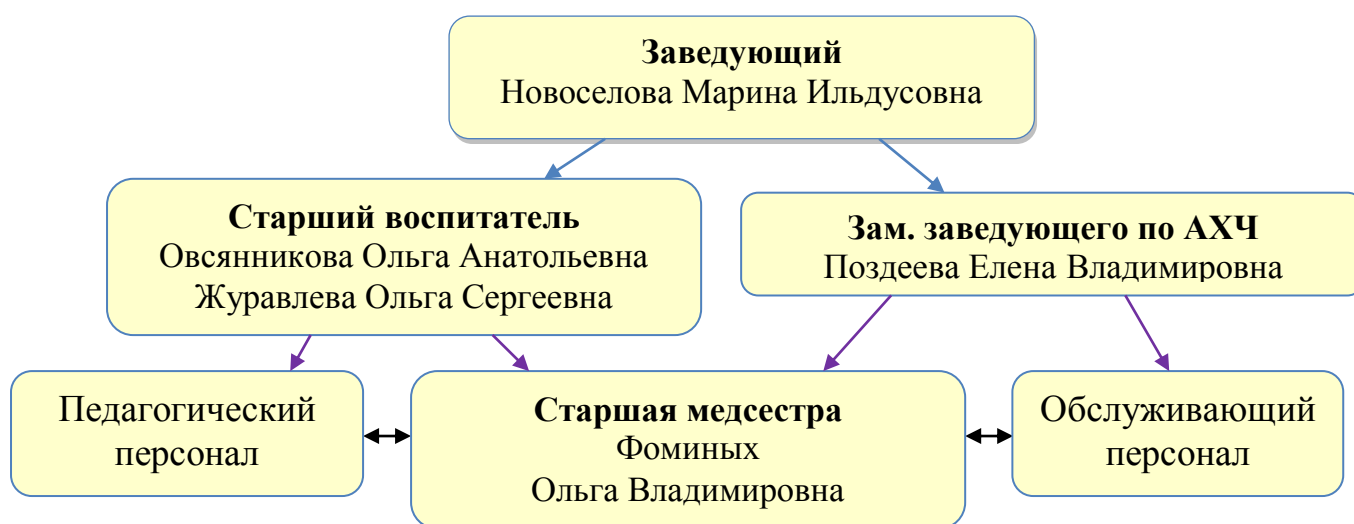 Заведующий
Новоселова Марина Ильдусовна
Старший воспитатель
Овсянникова Ольга Анатольевна
Журавлева Ольга Сергеевна
Зам. заведующего по АХЧ
Поздеева Елена Владимировна
Педагогический
персонал
Старшая медсестра
Фоминых
Ольга Владимировна
Обслуживающий
персонал